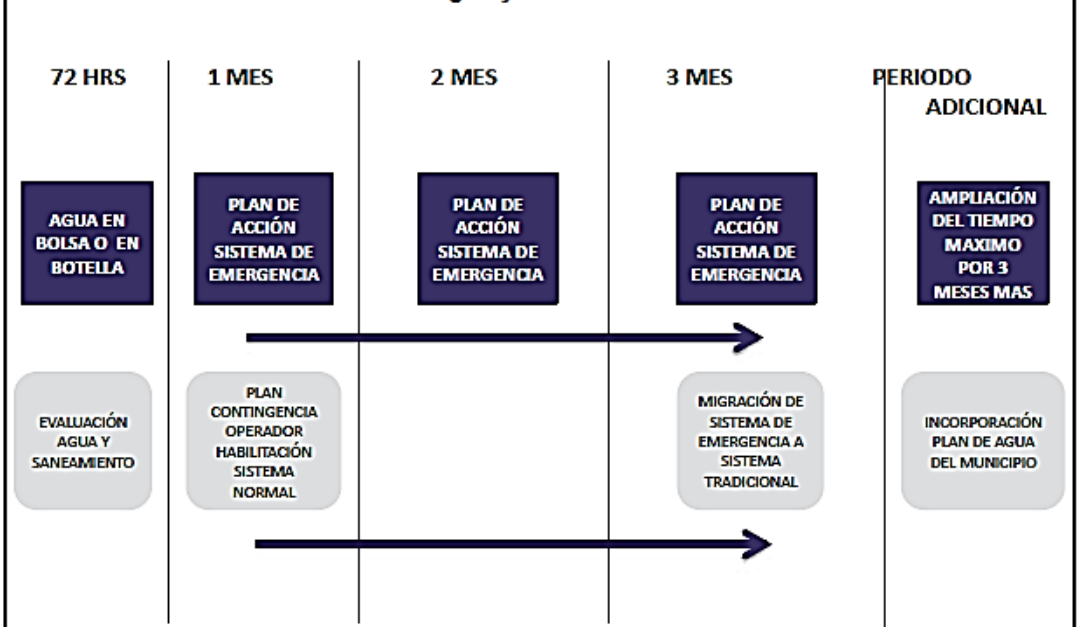 72 HRS
1 MES
2 MES
3 MES
PERIODO
ADICIONAL
AGUA EN
BOLSA O EN
BOTELLA
PLAN DE
ACCIÓN
SISTEMA DE
EMERGENCIA
PLAN DE
ACCIÓN
SISTEMA DE
EMERGENCIA
PLAN DE
ACCIÓN
SISTEMA DE
EMERGENCIA
AMPLIACIÓN
DEL TIEMPO
MAXIMO
POR 3
MESES MAS
EVALUACIÓN
AGUA Y
SANEAMIENTO
PLAN
CONTINGENCIA
OPERADOR
HABILITACIÓN
SISTEMA
NORMAL
MIGRACIÓN DE
SISTEMA DE
EMERGENCIA A
SISTEMA
TRADICIONAL
INCORPORACIÓN
PLAN DE AGUA
DEL MUNICIPIO